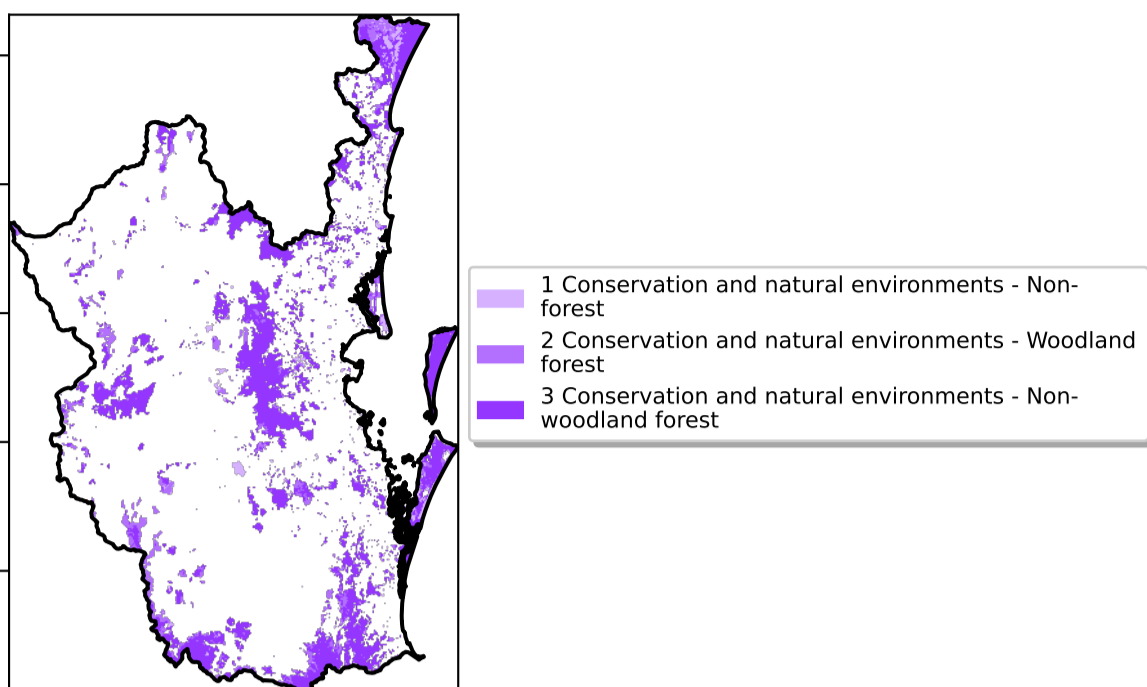 1 Conservation and natural environments - Non-
forest
2 Conservation and natural environments - Woodland
forest
3 Conservation and natural environments - Non-
woodland forest